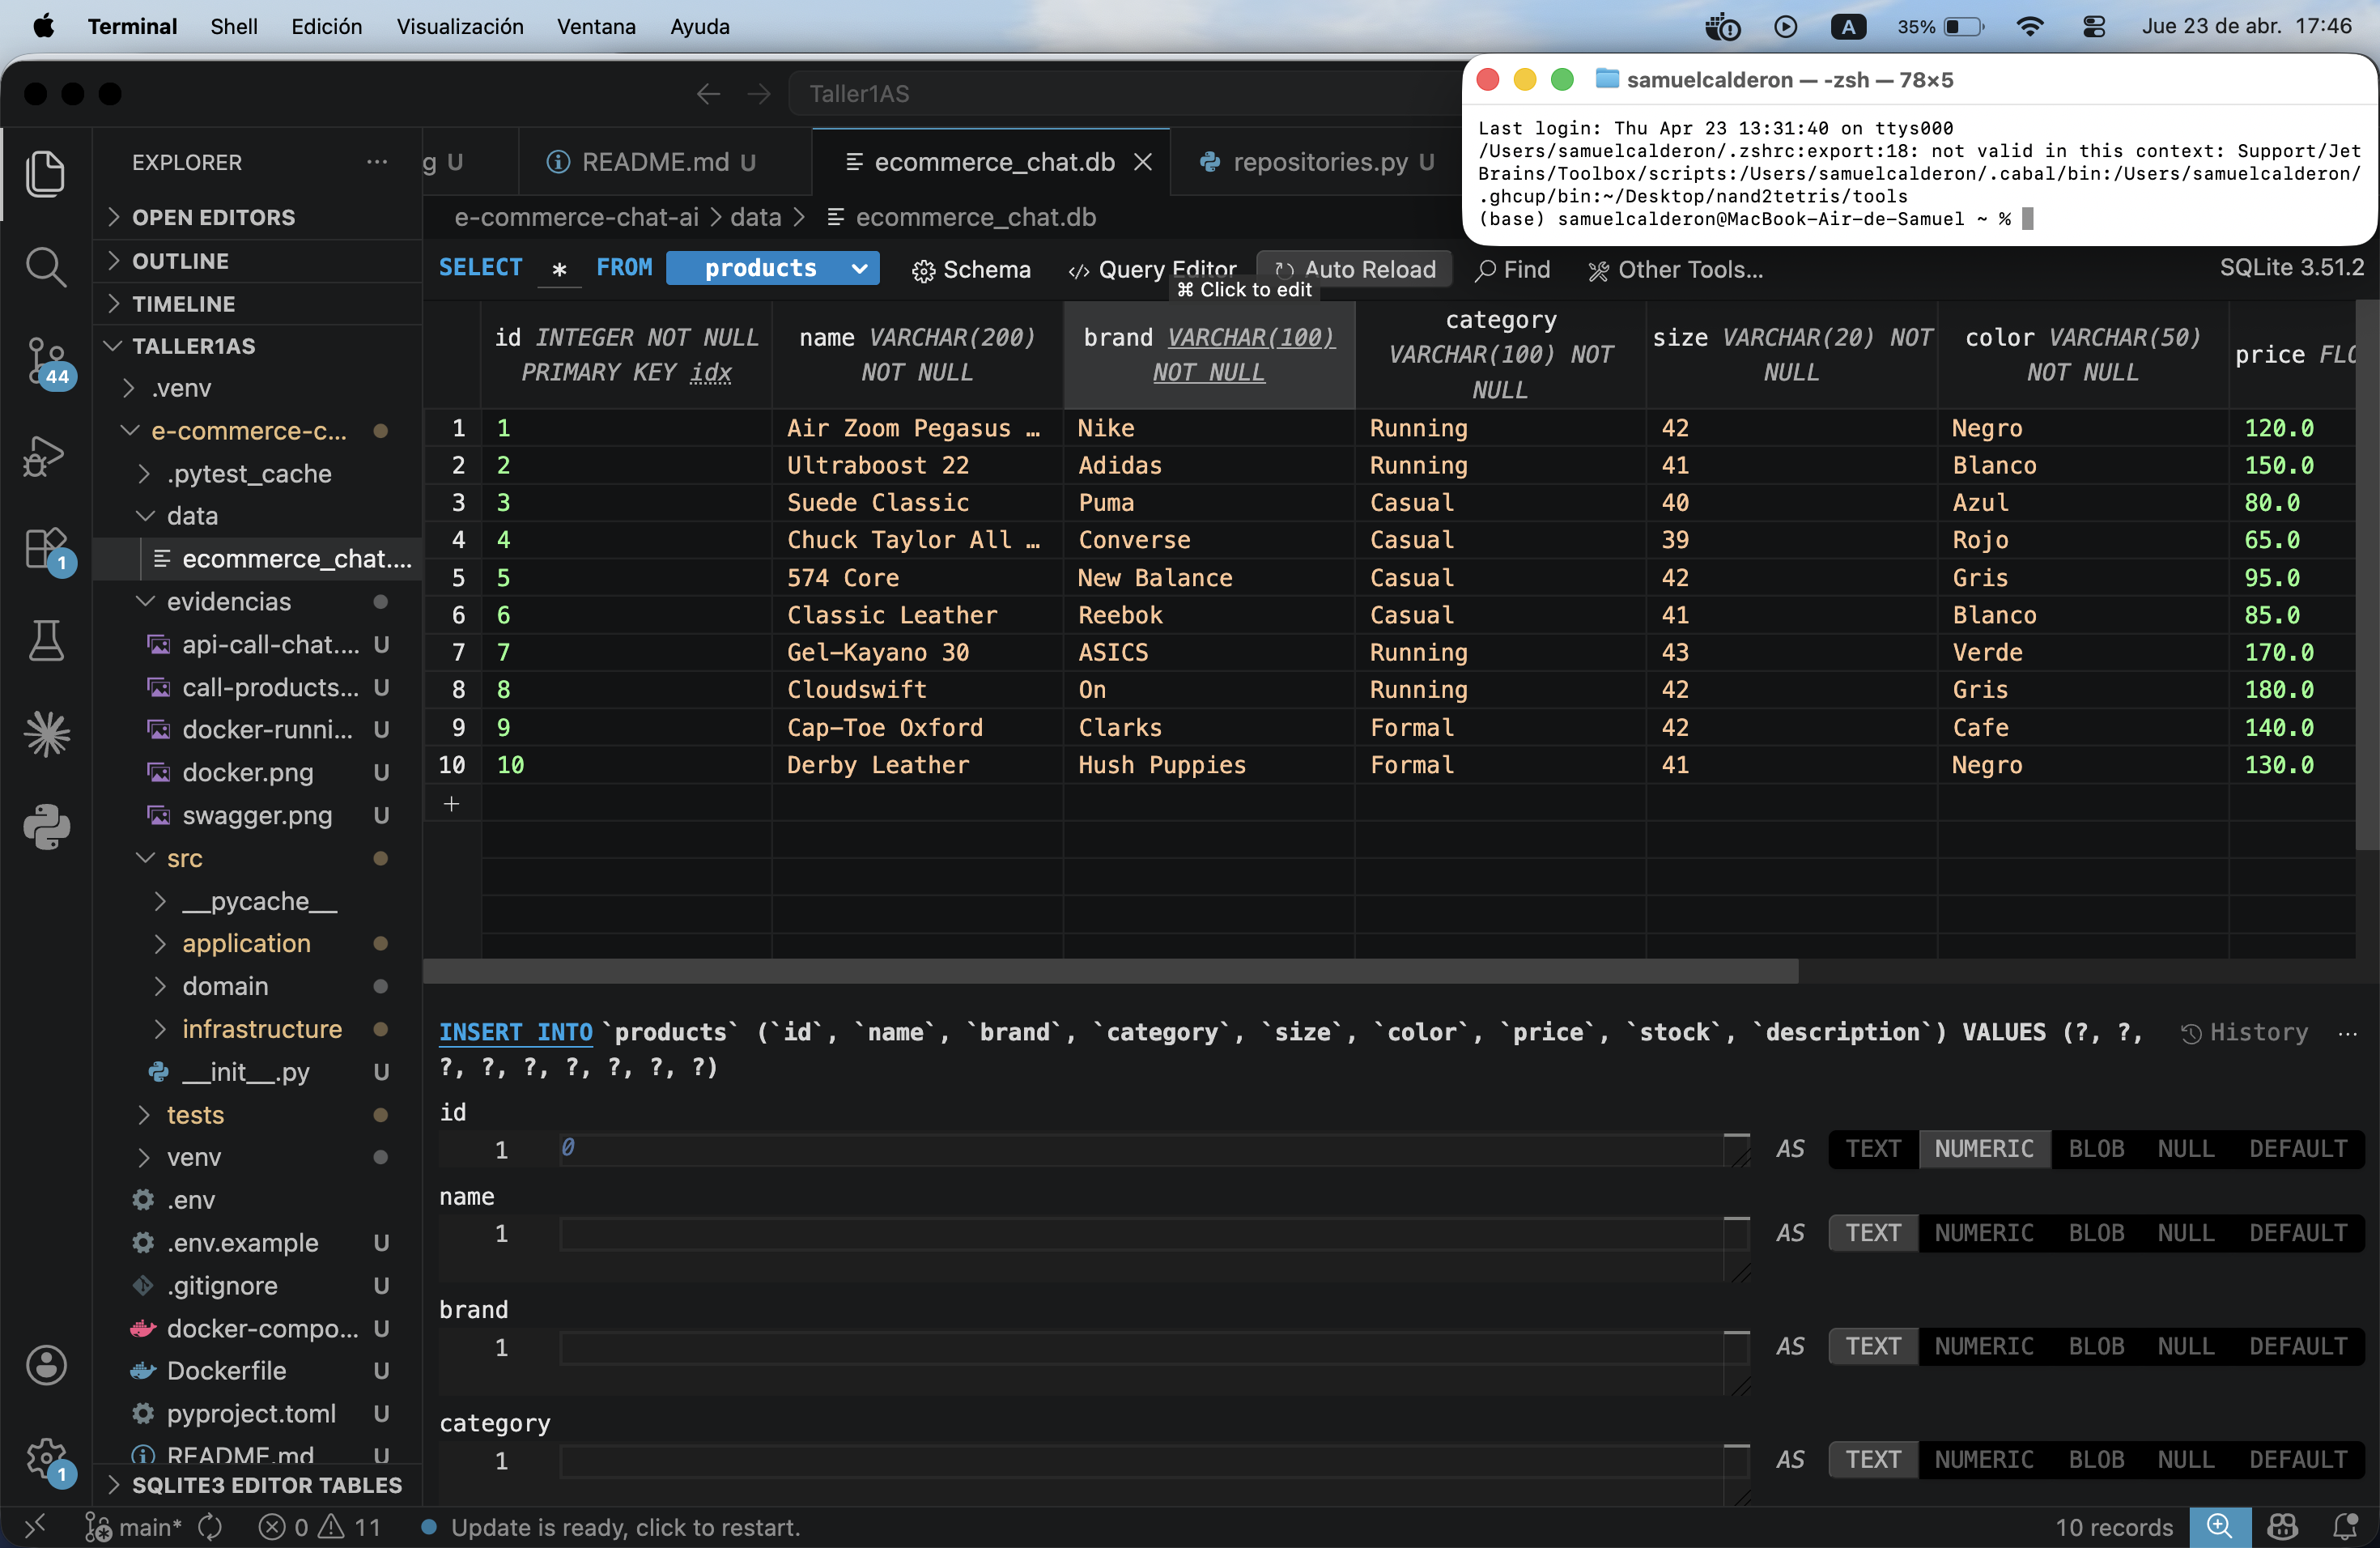 Terminal Shell Edición Visualización Ventana Ayuda
A 35% Jue 23 de abr. 17:46
Taller1AS
samuelcalderon — -zsh — 78×5
Last login: Thu Apr 23 13:31:40 on ttys000
/Users/samuelcalderon/.zshrc:export:18: not valid in this context: Support/Jet
Brains/Toolbox/scripts:/Users/samuelcalderon/.cabal/bin:/Users/samuelcalderon/
.ghcup/bin:~/Desktop/nand2tetris/tools
(base) samuelcalderon@MacBook-Air-de-Samuel ~ %
EXPLORER
OPEN EDITORS
OUTLINE
TIMELINE
TALLER1AS
.venv
e-commerce-c...
.pytest_cache
data
ecommerce_chat....
evidencias
api-call-chat.... U
call-products... U
docker-runni... U
docker.png U
swagger.png U
src
__pycache__
application
domain
infrastructure
__init__.py U
tests
venv
.env
.env.example U
.gitignore U
docker-compo... U
Dockerfile U
pyproject.toml U
README.md U
SQLITE3 EDITOR TABLES
44
1
1
g U
README.md U
ecommerce_chat.db
repositories.py U
e-commerce-chat-ai > data > ecommerce_chat.db
SELECT * FROM products Schema Query Editor Auto Reload Find Other Tools... SQLite 3.51.2
⌘ Click to edit
id INTEGER NOT NULL PRIMARY KEY idx
name VARCHAR(200) NOT NULL
brand VARCHAR(100) NOT NULL
category VARCHAR(100) NOT NULL
size VARCHAR(20) NOT NULL
color VARCHAR(50) NOT NULL
price FLO
1 1 Air Zoom Pegasus … Nike Running 42 Negro 120.0
2 2 Ultraboost 22 Adidas Running 41 Blanco 150.0
3 3 Suede Classic Puma Casual 40 Azul 80.0
4 4 Chuck Taylor All … Converse Casual 39 Rojo 65.0
5 5 574 Core New Balance Casual 42 Gris 95.0
6 6 Classic Leather Reebok Casual 41 Blanco 85.0
7 7 Gel-Kayano 30 ASICS Running 43 Verde 170.0
8 8 Cloudswift On Running 42 Gris 180.0
9 9 Cap-Toe Oxford Clarks Formal 42 Cafe 140.0
10 10 Derby Leather Hush Puppies Formal 41 Negro 130.0
+
INSERT INTO `products` (`id`, `name`, `brand`, `category`, `size`, `color`, `price`, `stock`, `description`) VALUES (?, ?,
?, ?, ?, ?, ?, ?, ?)
History ...
id
1 0 AS TEXT NUMERIC BLOB NULL DEFAULT
name
1 AS TEXT NUMERIC BLOB NULL DEFAULT
brand
1 AS TEXT NUMERIC BLOB NULL DEFAULT
category
1 AS TEXT NUMERIC BLOB NULL DEFAULT
main* 0 11 Update is ready, click to restart. 10 records